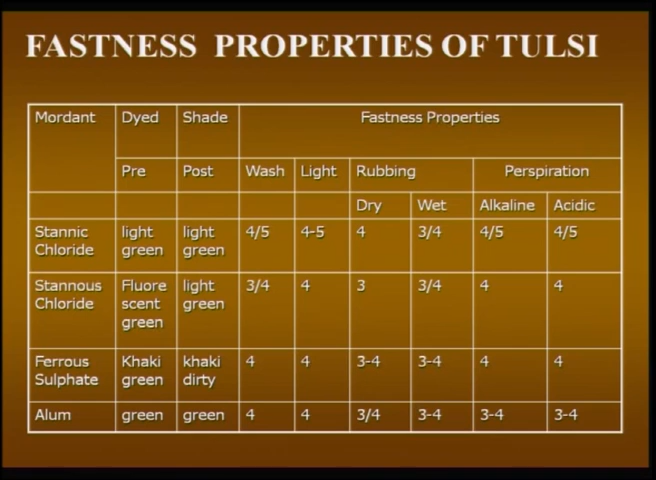 FASTNESS PROPERTIES OF TULSI
Mordant Dyed Shade Fastness Properties
Pre Post Wash Light Rubbing Perspiration
Dry Wet Alkaline Acidic
Stannic light light 4/5 4-5 4 3/4 4/5 4/5
Chloride green green
Stannous Fluore light 3/4 4 3 3/4 4 4
Chloride scent green
green
Ferrous Khaki khaki 4 4 3-4 3-4 4 4
Sulphate green dirty
Alum green green 4 4 3/4 3-4 3-4 3-4